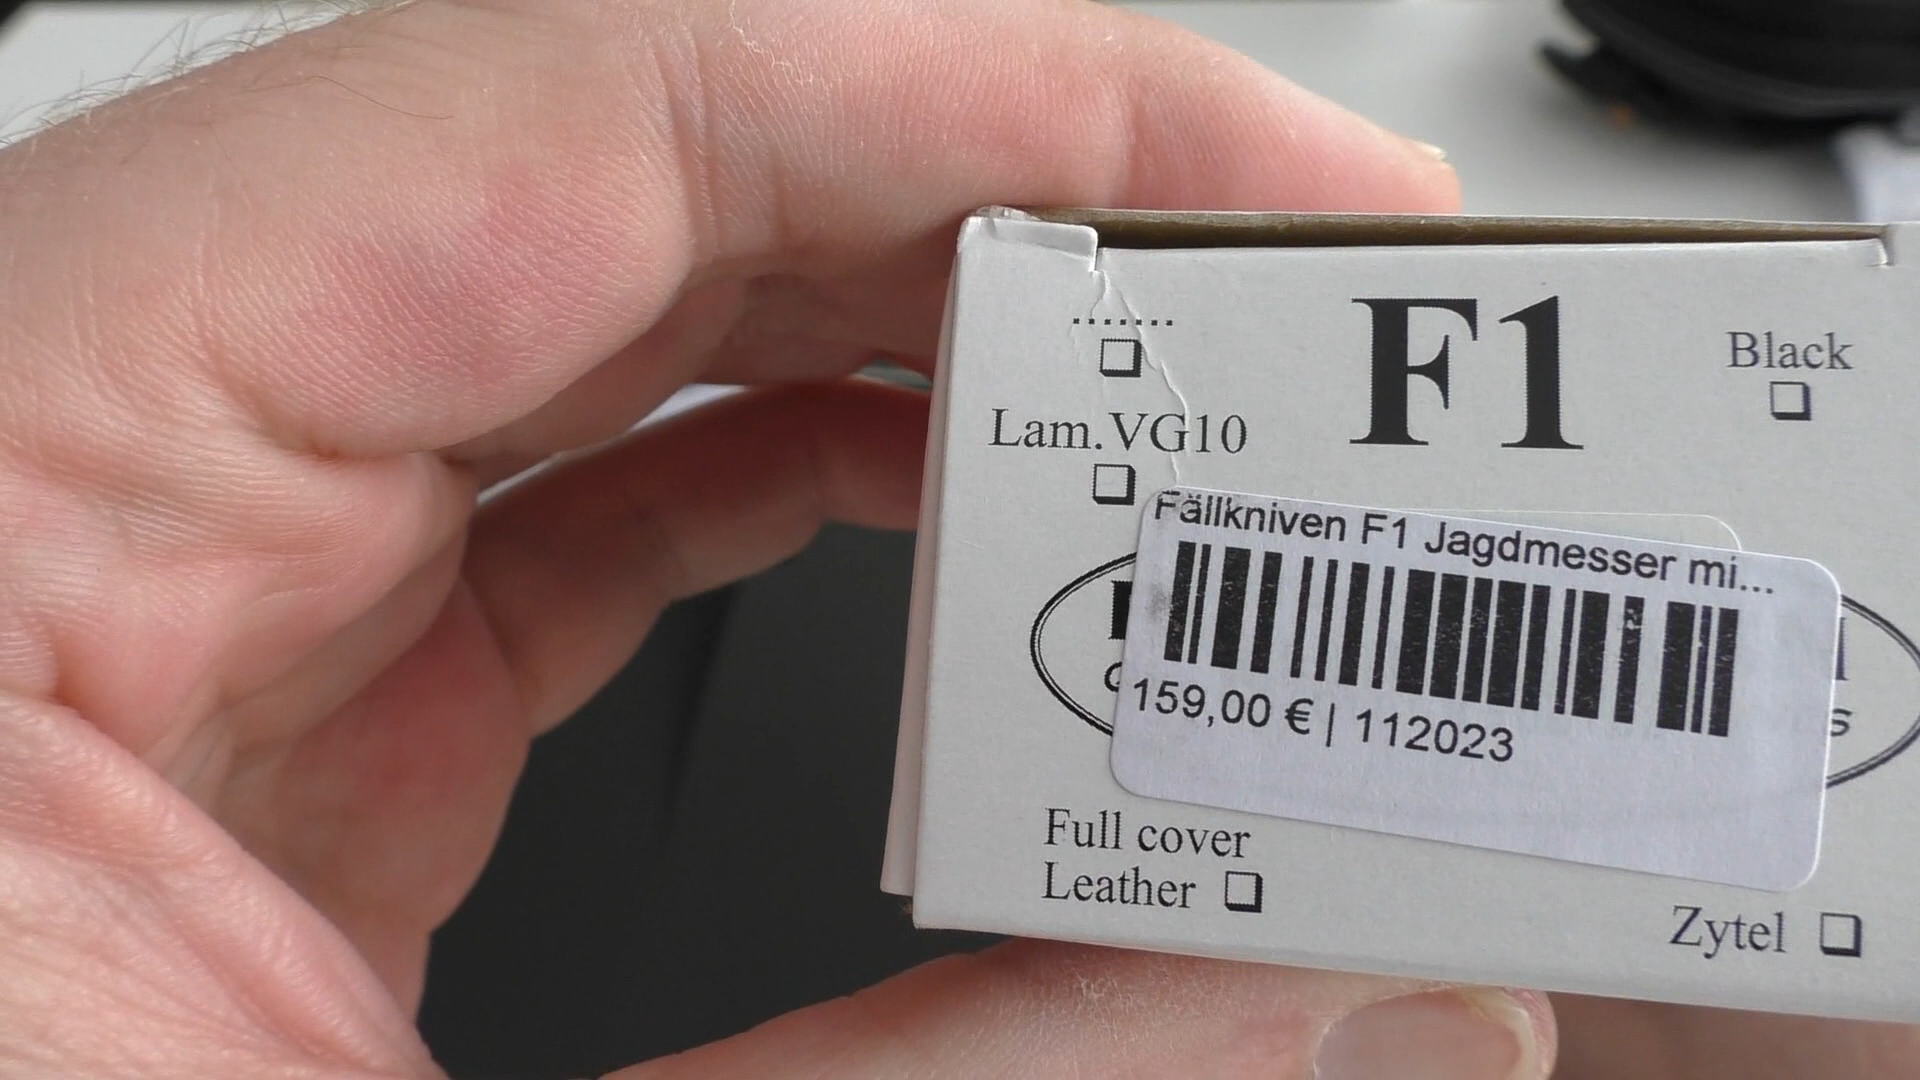 F1
Black
Lam.VG10
Fällkniven F1 Jagdmesser mi...
159,00 € | 112023
Full cover
Leather
Zytel